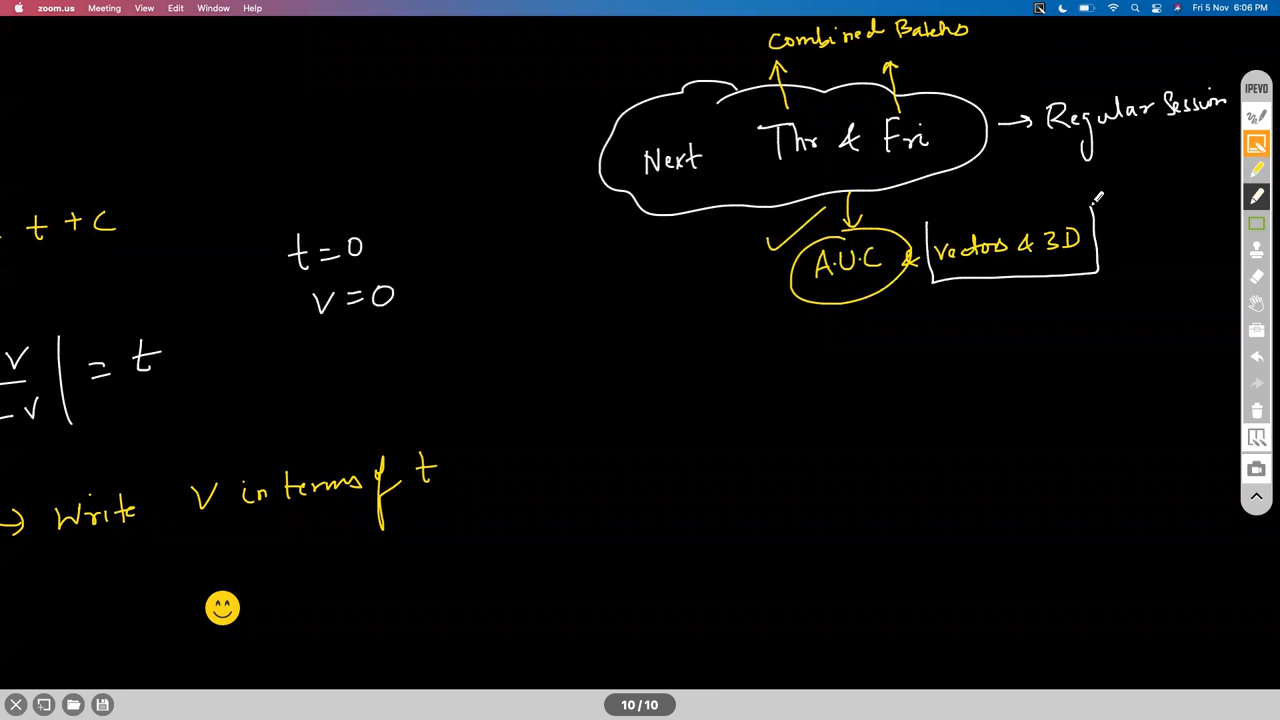 zoom.us Meeting View Edit Window Help Fri 5 Nov 6:06 PM
Combined Batchs
IPEVO
Next Thr & Fri → Regular Session
t + c
t = 0
A.U.C & Vectors & 3D
v = 0
v
-v | = t
→ Write V in terms of t
10 / 10